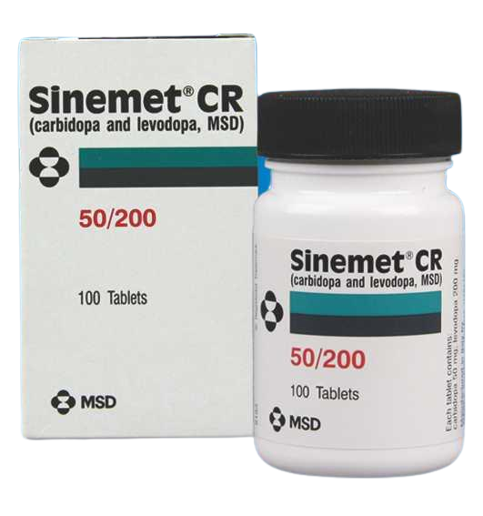 Sinemet® CR
(carbidopa and levodopa, MSD)
50/200
100 Tablets
MSD
Sinemet® CR
(carbidopa and levodopa, MSD)
50/200
100 Tablets
MSD
Each tablet contains:
carbidopa 50 mg; levodopa 200 mg